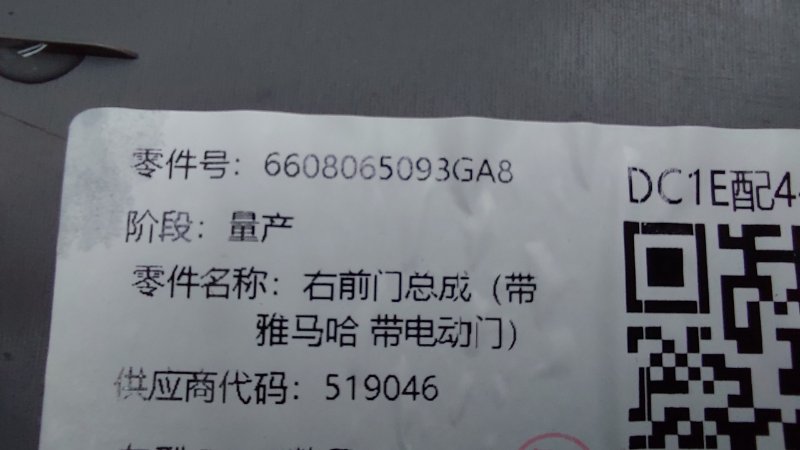 零件号：6608065093GA8
DC1E配4
阶段：量产
零件名称：右前门总成（带
雅马哈 带电动门）
供应商代码：519046